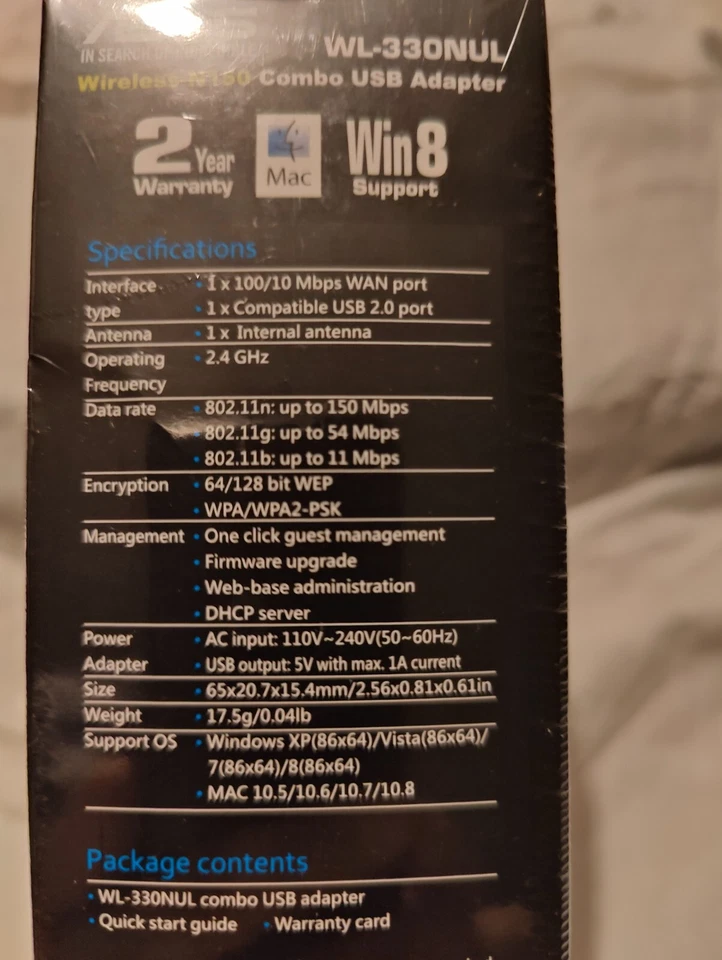 ASUS
IN SEARCH OF
WL-330NUL
Wireless-N150 Combo USB Adapter
2 Year
Warranty
Mac
Win8
Support
Specifications
Interface • 1 x 100/10 Mbps WAN port
type • 1 x Compatible USB 2.0 port
Antenna • 1 x Internal antenna
Operating • 2.4 GHz
Frequency
Data rate • 802.11n: up to 150 Mbps
• 802.11g: up to 54 Mbps
• 802.11b: up to 11 Mbps
Encryption • 64/128 bit WEP
• WPA/WPA2-PSK
Management • One click guest management
• Firmware upgrade
• Web-base administration
• DHCP server
Power • AC input: 110V~240V(50~60Hz)
Adapter • USB output: 5V with max. 1A current
Size • 65x20.7x15.4mm/2.56x0.81x0.61in
Weight • 17.5g/0.04lb
Support OS • Windows XP(86x64)/Vista(86x64)/
7(86x64)/8(86x64)
• MAC 10.5/10.6/10.7/10.8
Package contents
• WL-330NUL combo USB adapter
• Quick start guide • Warranty card